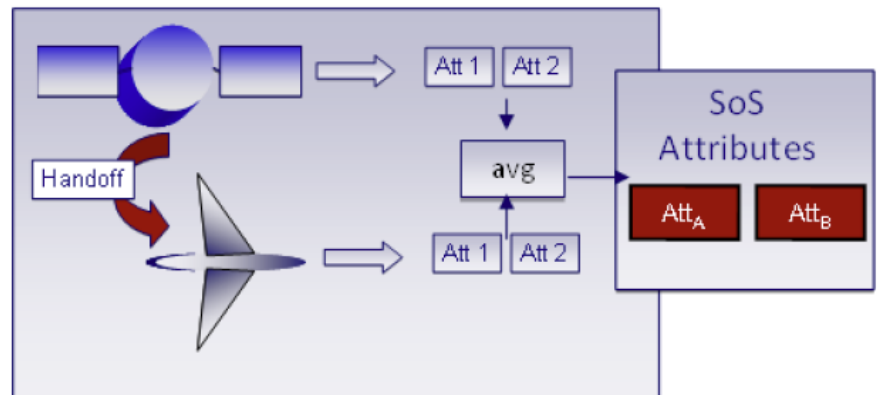 Att 1 Att 2
SoS
Attributes
Handoff
avg
Att_A Att_B
Att 1 Att 2